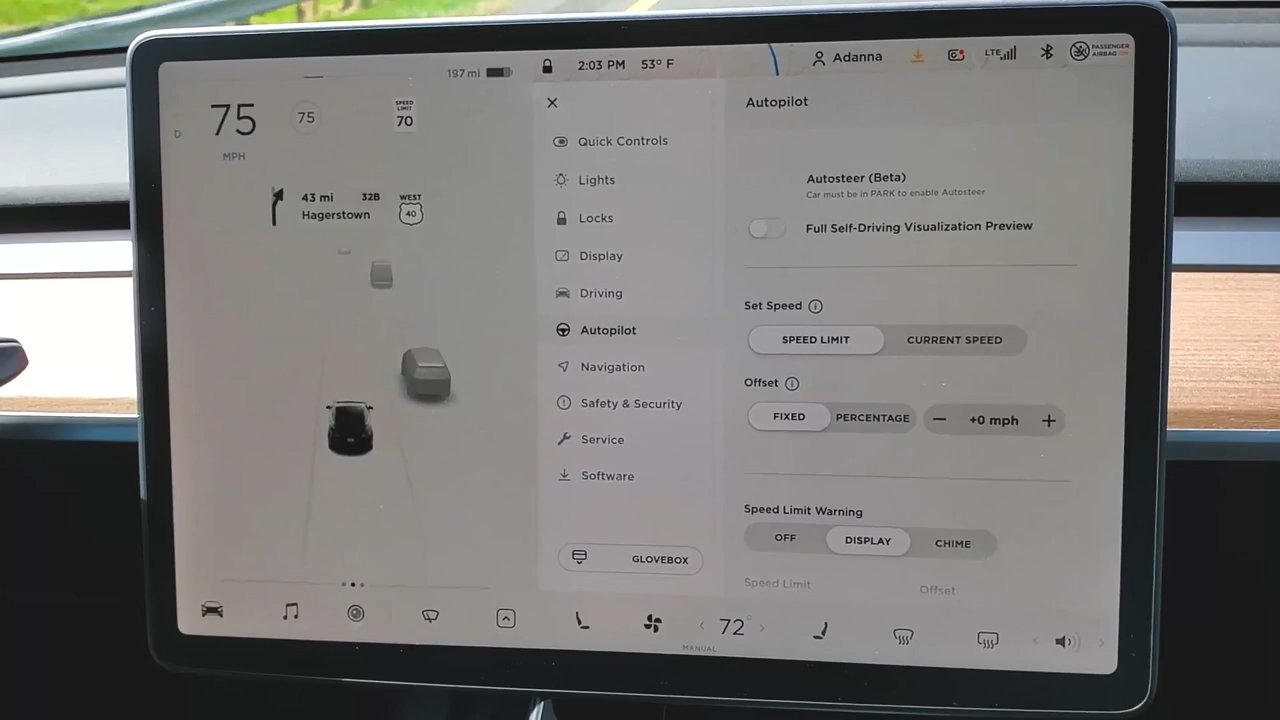 197 mi
2:03 PM
53° F
Adanna
LTE
PASSENGER
AIRBAG ON
D
75
MPH
75
SPEED
LIMIT
70
43 mi
32B
Hagerstown
WEST
40
Quick Controls
Lights
Locks
Display
Driving
Autopilot
Navigation
Safety & Security
Service
Software
GLOVEBOX
Autopilot
Autosteer (Beta)
Car must be in PARK to enable Autosteer
Full Self-Driving Visualization Preview
Set Speed
SPEED LIMIT
CURRENT SPEED
Offset
FIXED
PERCENTAGE
+0 mph
Speed Limit Warning
OFF
DISPLAY
CHIME
Speed Limit
Offset
72
MANUAL